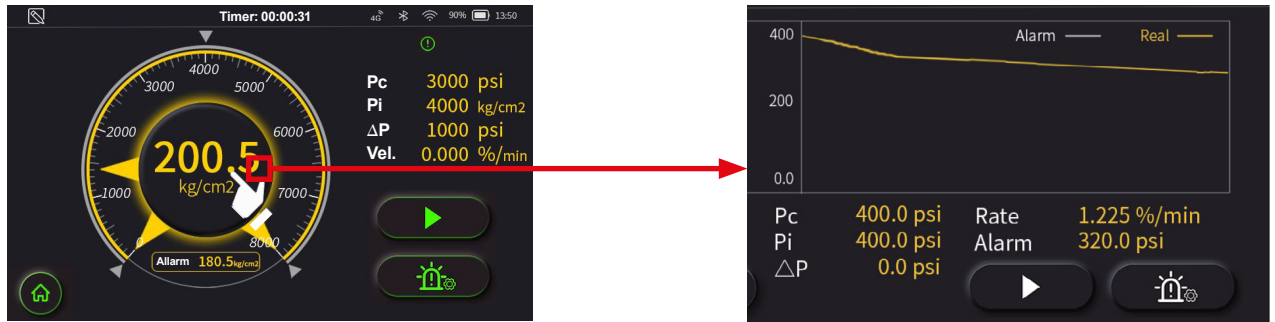 Timer: 00:00:31
4G
90%
13:50
4000
3000
5000
2000
6000
1000
7000
0
8000
200.5
kg/cm2
Allarm 180.5kg/cm2
Pc 3000 psi
Pi 4000 kg/cm2
ΔP 1000 psi
Vel. 0.000 %/min
400
200
0.0
Alarm
Real
Pc 400.0 psi
Pi 400.0 psi
△P 0.0 psi
Rate 1.225 %/min
Alarm 320.0 psi